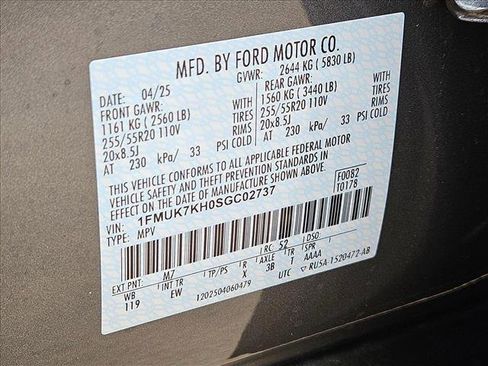 MFD. BY FORD MOTOR CO.
DATE: 04/25 GVWR: 2644 KG ( 5830 LB)
FRONT GAWR: REAR GAWR:
1161 KG ( 2560 LB) WITH 1560 KG ( 3440 LB) WITH
255/55R20 110V TIRES 255/55R20 110V TIRES
20x8.5J RIMS 20x8.5J RIMS
AT 230 kPa/ 33 PSI COLD AT 230 kPa/ 33 PSI COLD
THIS VEHICLE CONFORMS TO ALL APPLICABLE FEDERAL MOTOR
VEHICLE SAFETY AND THEFT PREVENTION STANDARDS IN EFFECT ON
THE DATE OF MANUFACTURE SHOWN ABOVE.
VIN: 1FMUK7KH0SGC02737 F0082
TYPE: MPV T0178
EXT PNT: M7 RC: 52 DSO:
WB INT TR TP/PS R AXLE TR SPR
119 EW X 3B 1 AAAA
1202504060479 UTC RU5A-1520472-AB